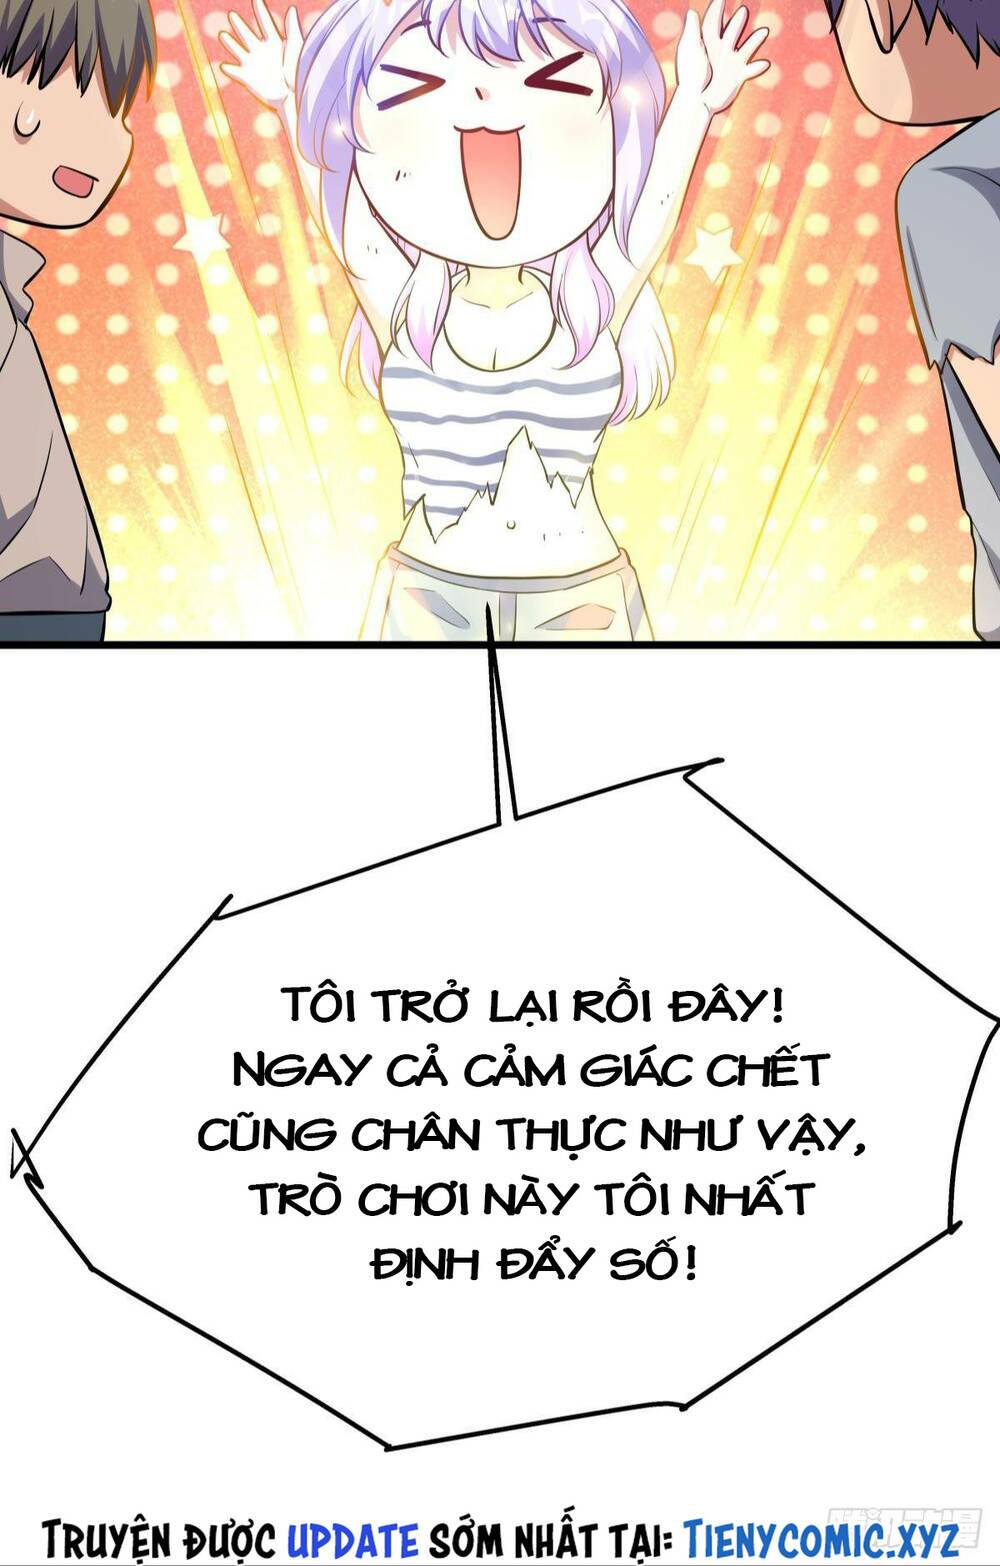 TÔI TRỞ LẠI RỒI ĐÂY!
NGAY CẢ CẢM GIÁC CHẾT
CŨNG CHÂN THỰC NHƯ VẬY,
TRÒ CHƠI NÀY TÔI NHẤT
ĐỊNH ĐẨY SỐ!
TRUYỆN ĐƯỢC UPDATE SỚM NHẤT TẠI: TIENYCOMIC.XYZ